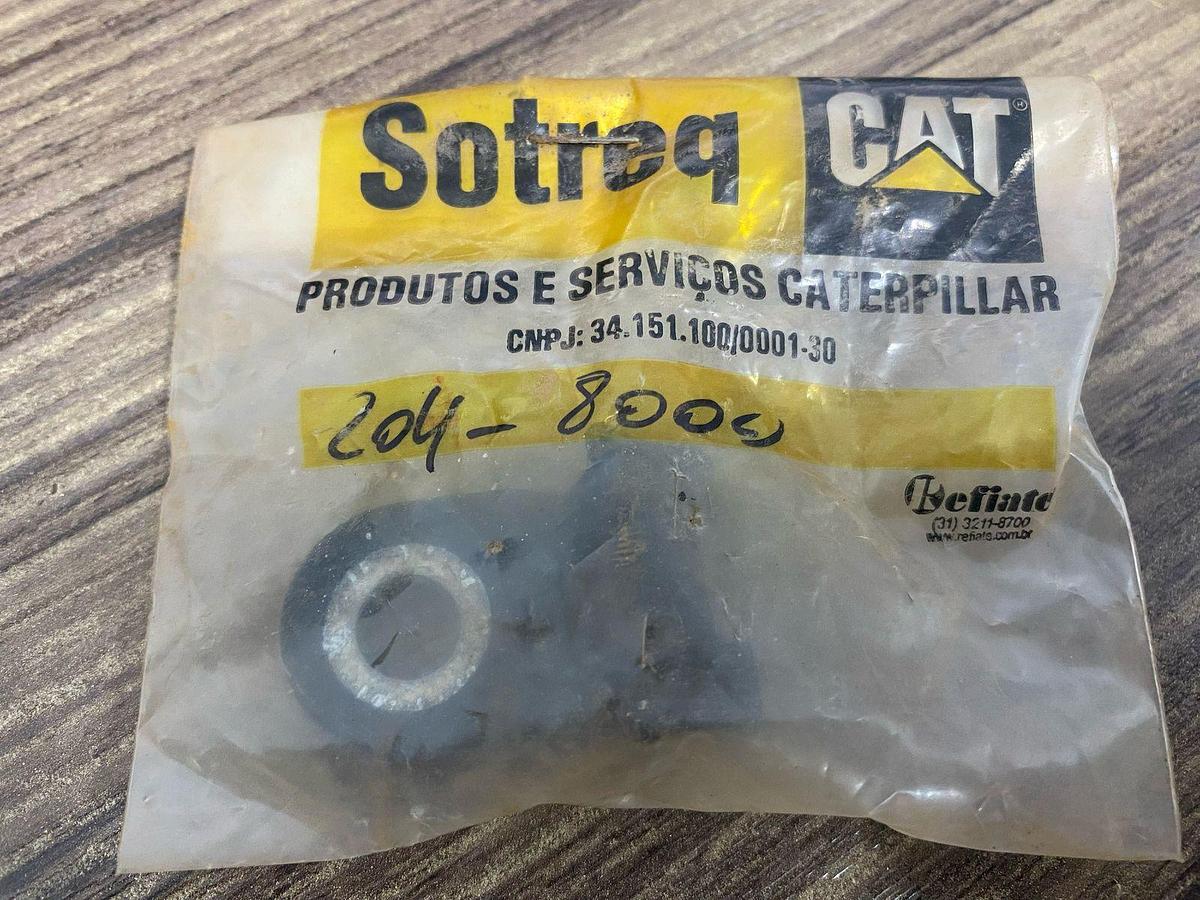 Sotreq CAT®
PRODUTOS E SERVIÇOS CATERPILLAR
CNPJ: 34.151.100/0001-30
204-8000
Refiate
(31) 3211-8700
www.refiate.com.br